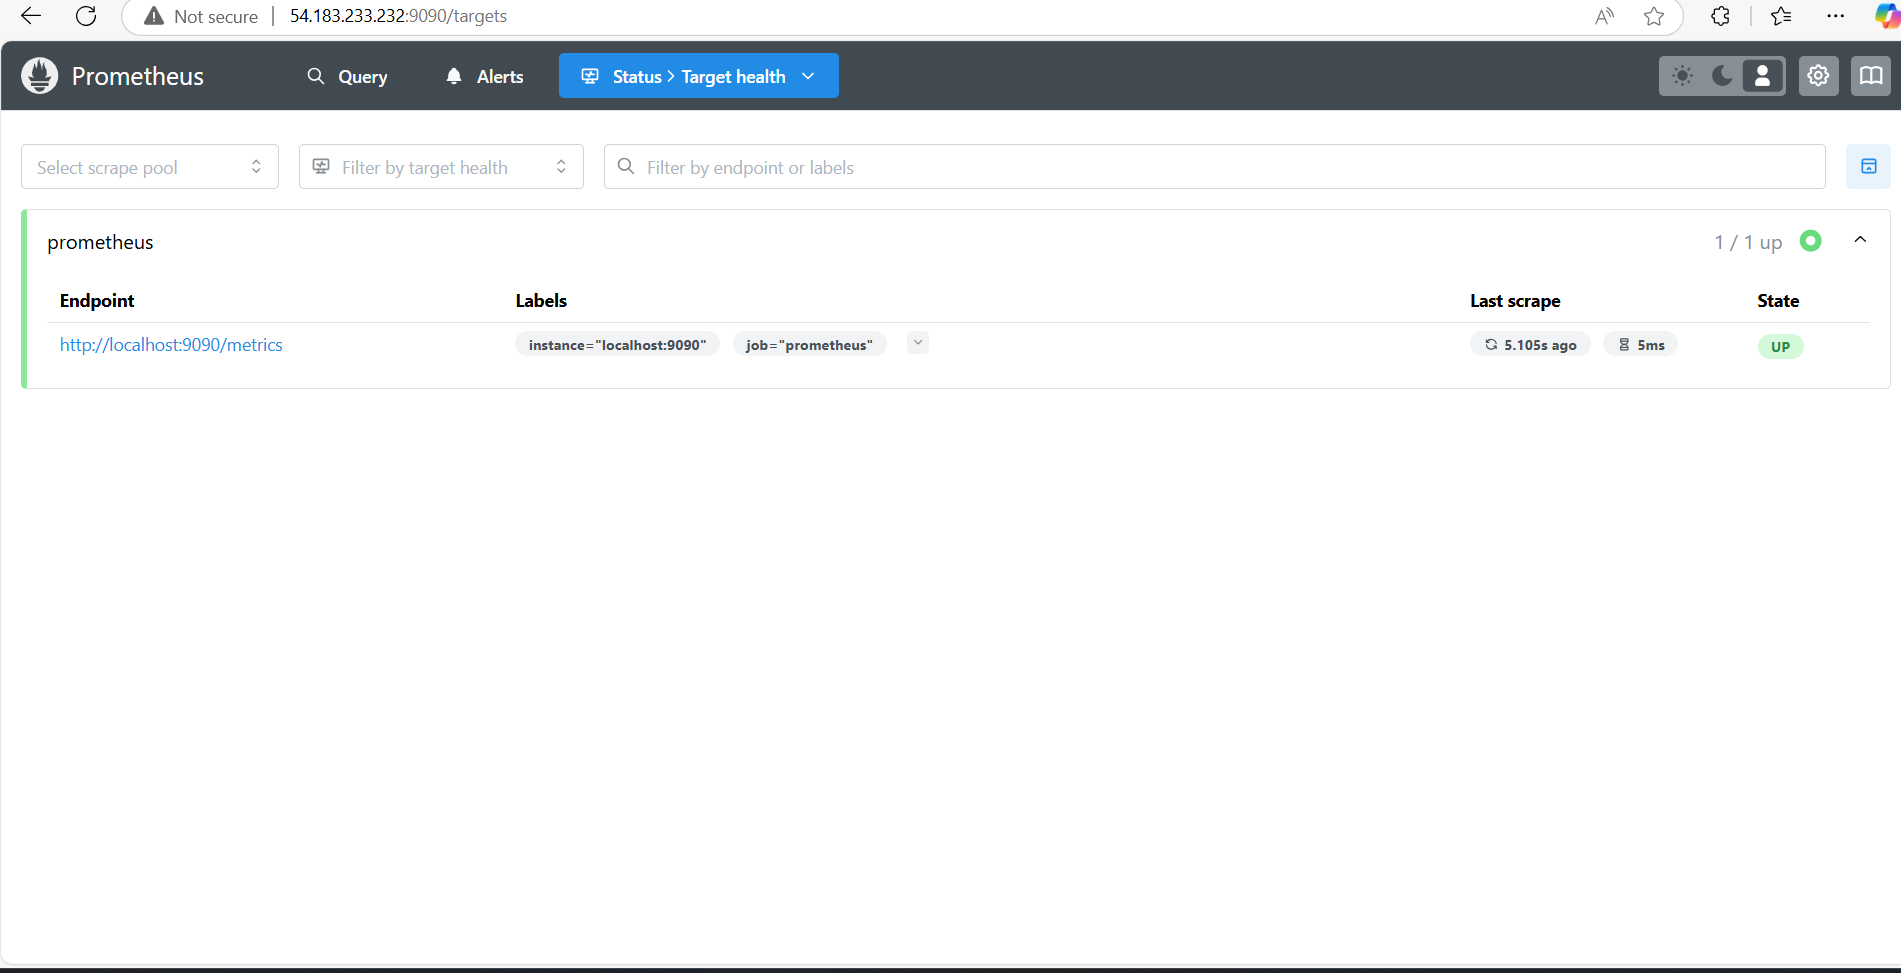 Not secure 54.183.233.232:9090/targets
Prometheus Query Alerts Status > Target health
Select scrape pool Filter by target health Filter by endpoint or labels
prometheus 1 / 1 up
Endpoint Labels Last scrape State
http://localhost:9090/metrics instance="localhost:9090" job="prometheus" 5.105s ago 5ms UP